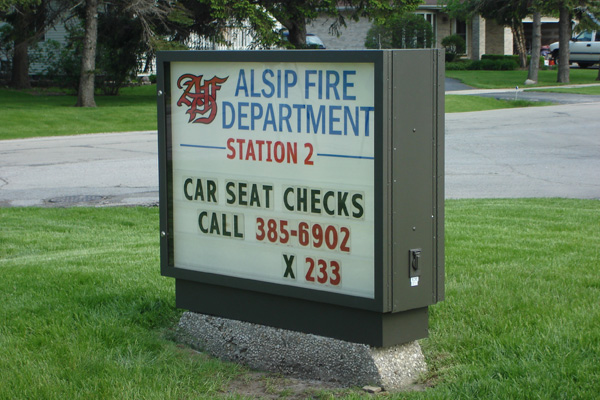 AFD
ALSIP FIRE
DEPARTMENT
STATION 2
CAR SEAT CHECKS
CALL 385-6902
X 233